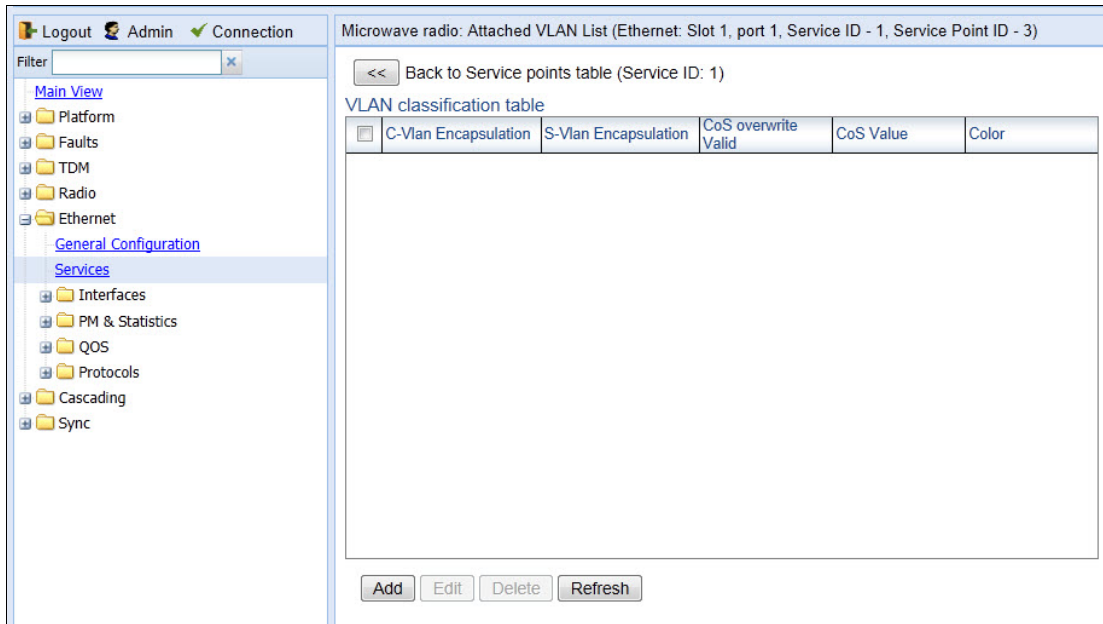 Logout Admin Connection
Filter
Main View
Platform
Faults
TDM
Radio
Ethernet
General Configuration
Services
Interfaces
PM & Statistics
QOS
Protocols
Cascading
Sync
Microwave radio: Attached VLAN List (Ethernet: Slot 1, port 1, Service ID - 1, Service Point ID - 3)
<< Back to Service points table (Service ID: 1)
VLAN classification table
C-Vlan Encapsulation S-Vlan Encapsulation CoS overwrite Valid CoS Value Color
Add Edit Delete Refresh